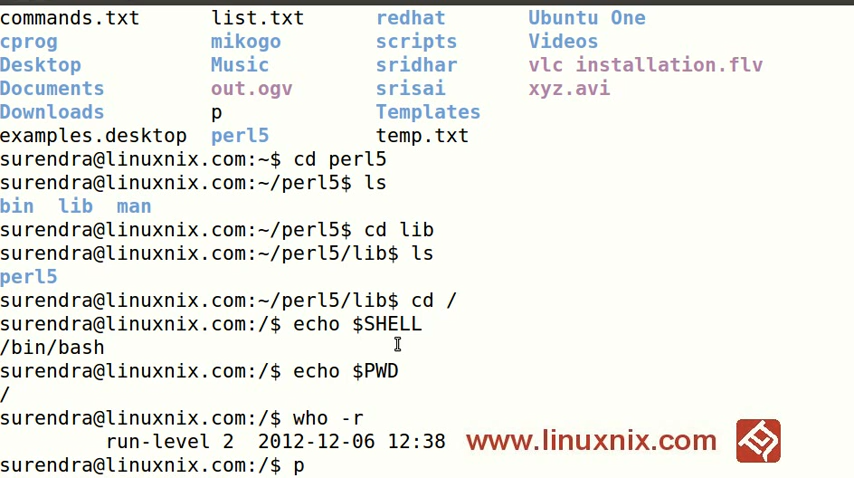 commands.txt list.txt redhat Ubuntu One
cprog mikogo scripts Videos
Desktop Music sridhar vlc installation.flv
Documents out.ogv srisai xyz.avi
Downloads p Templates
examples.desktop perl5 temp.txt
surendra@linuxnix.com:~$ cd perl5
surendra@linuxnix.com:~/perl5$ ls
bin lib man
surendra@linuxnix.com:~/perl5$ cd lib
surendra@linuxnix.com:~/perl5/lib$ ls
perl5
surendra@linuxnix.com:~/perl5/lib$ cd /
surendra@linuxnix.com:/$ echo $SHELL
/bin/bash
surendra@linuxnix.com:/$ echo $PWD
/
surendra@linuxnix.com:/$ who -r
run-level 2 2012-12-06 12:38
www.linuxnix.com
surendra@linuxnix.com:/$ p